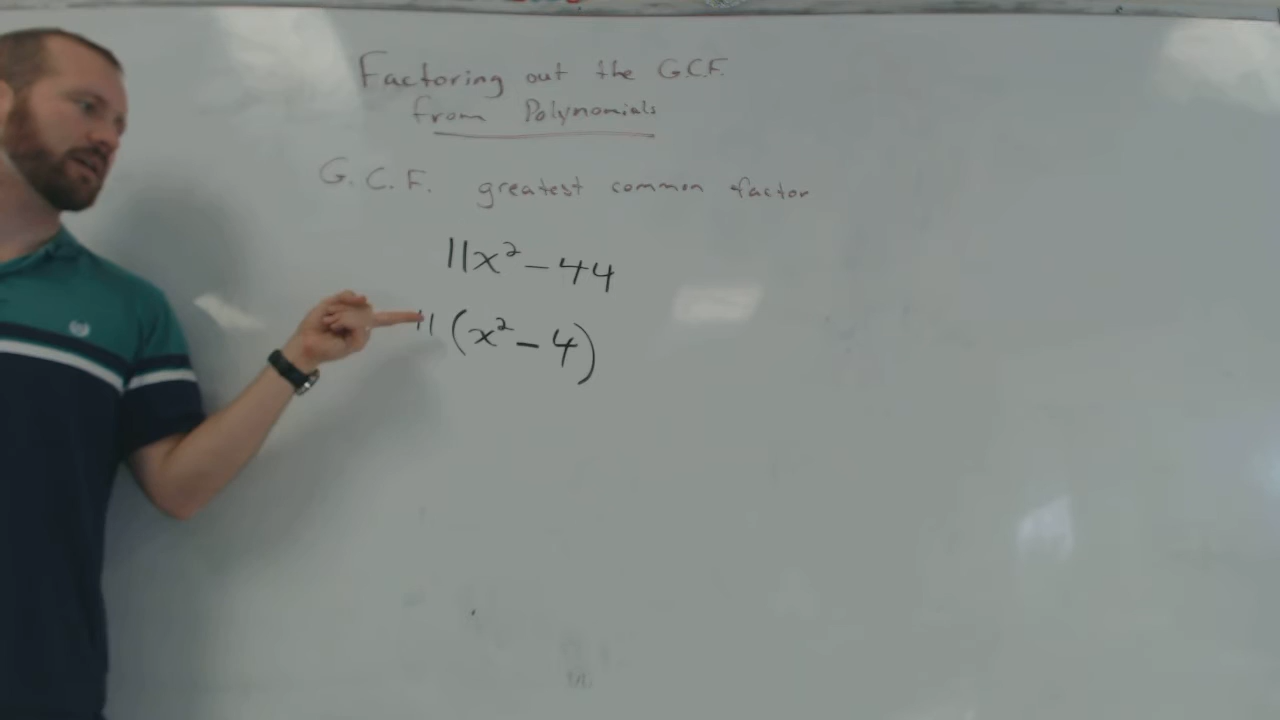 Factoring out the G.C.F.
from Polynomials
G.C.F. greatest common factor
11x² - 44
11(x² - 4)